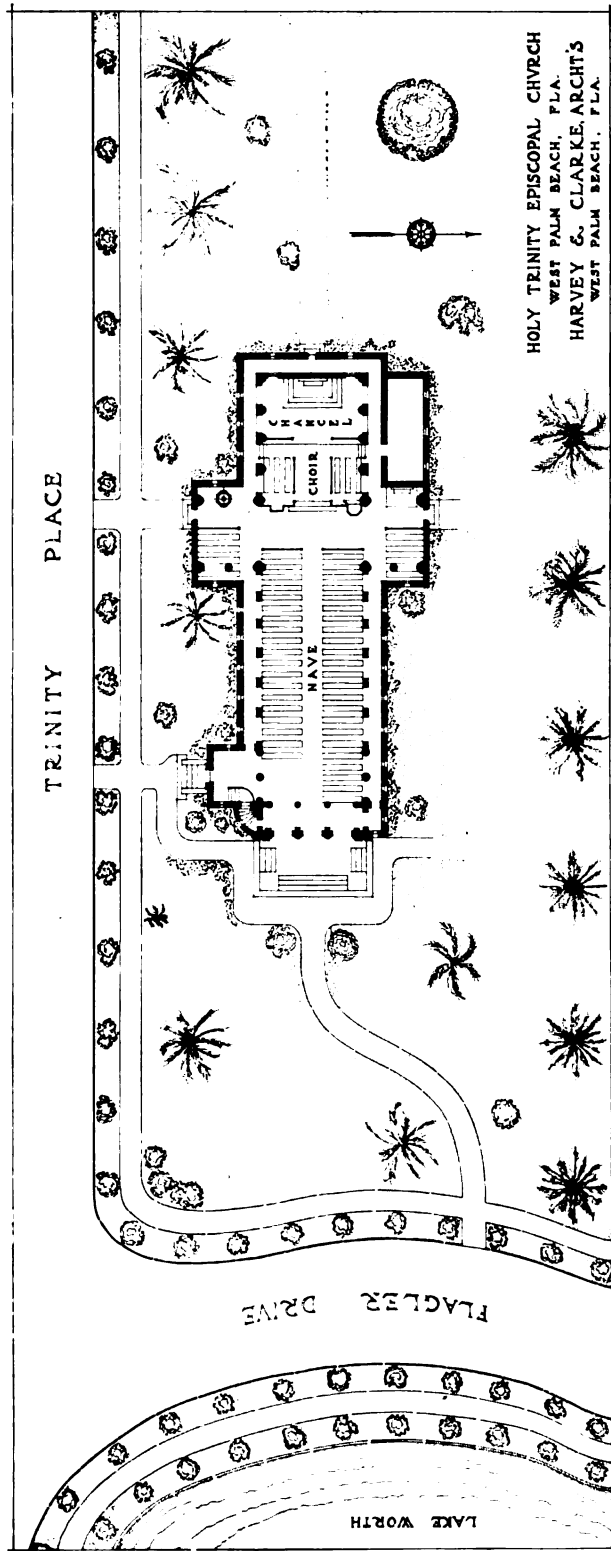 TRINITY PLACE
HOLY TRINITY EPISCOPAL CHVRCH
WEST PALM BEACH, FLA.
HARVEY & CLARKE, ARCHT'S
WEST PALM BEACH, FLA.
CHANCEL
CHOIR
NAVE
FLAGLER DRIVE
LAKE WORTH